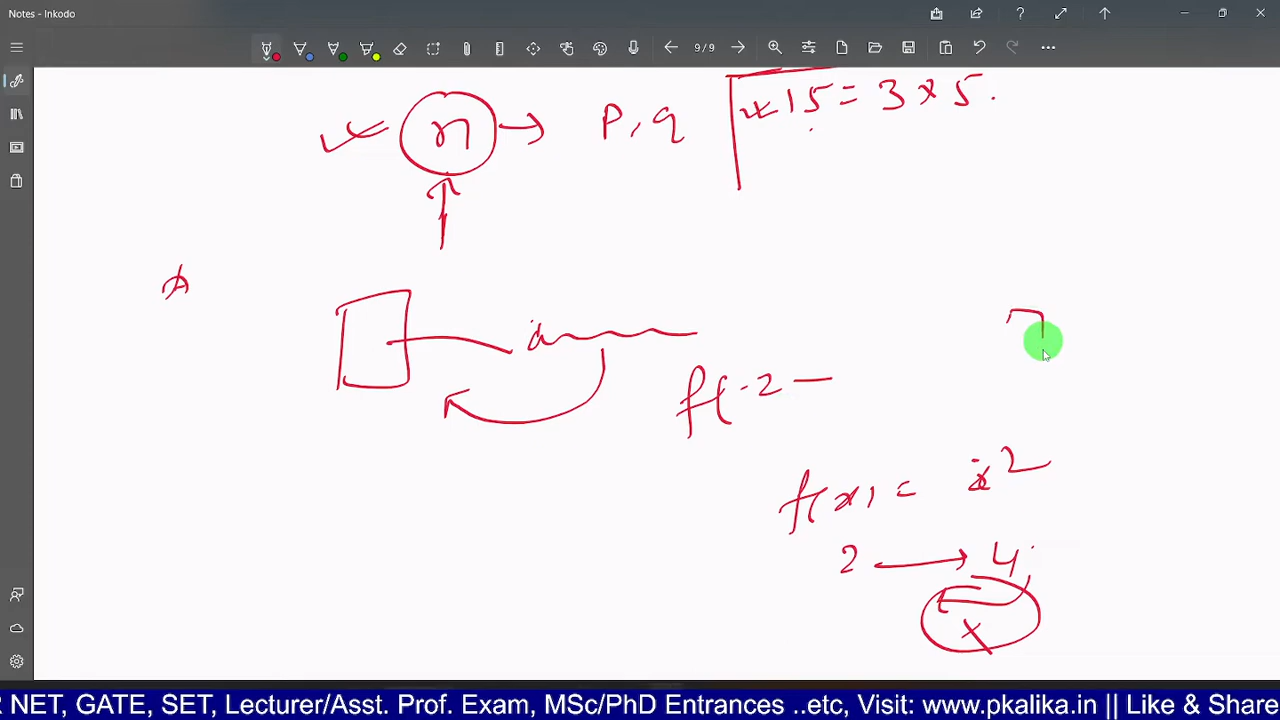 Notes - Inkodo
9/9
n → p, q
15 = 3 × 5.
f(-2 –
f(x) = x²
2 → 4
x
R NET, GATE, SET, Lecturer/Asst. Prof. Exam, MSc/PhD Entrances ..etc, Visit: www.pkalika.in || Like & Share